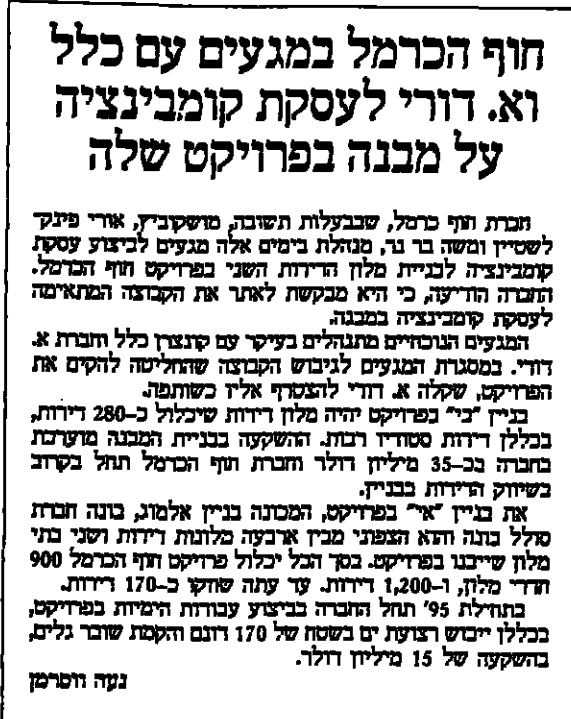 חוף הכרמל במגעים עם כלל
וא. דורי לעסקת קומבינציה
על מבנה בפרויקט שלה
חברת חוף כרמל, שבבעלות תשובה, מושקוביץ, אורי פינק־
לשטיין ומשה בר נר, מנהלת בימים אלה מגעים לביצוע עסקת
קומבינציה לבניית מלון הדירות השני בפרויקט חוף הכרמל.
החברה הודיעה, כי היא מבקשת לאתר את הקבוצה המתאימה
לעסקת קומבינציה במבנה.
המגעים הנוכחיים מתנהלים בעיקר עם קונצרן כלל וחברת א.
דורי. במסגרת המגעים לגיבוש הקבוצה שהחליטה להקים את
הפרויקט, שקלה א. דורי להצטרף אליו כשותפה.
בניין "בי" בפרויקט יהיה מלון דירות שיכלול כ–280 דירות,
בכללן דירות סטודיו רבות. ההשקעה בבניית המבנה מוערכת
בחברה בכ–35 מיליון דולר וחברת חוף הכרמל תחל בקרוב
בשיווק הדירות בבניין.
את בניין "אי" בפרויקט, המכונה בניין אלמוג, בונה חברת
סולל בונה והוא הצפוני מבין ארבעה מלונות דירות ושני בתי
מלון שייבנו בפרויקט. בסך הכל יכלול פרויקט חוף הכרמל 900
חדרי מלון, ו–1,200 דירות. עד עתה שווקו כ–170 דירות.
בתחילת 95' תחל החברה בביצוע עבודות הימיות בפרויקט,
בכללן ייבוש רצועת ים בשטח של 170 דונם והקמת שובר גלים,
בהשקעה של 15 מיליון דולר.
נעה ווסרמן